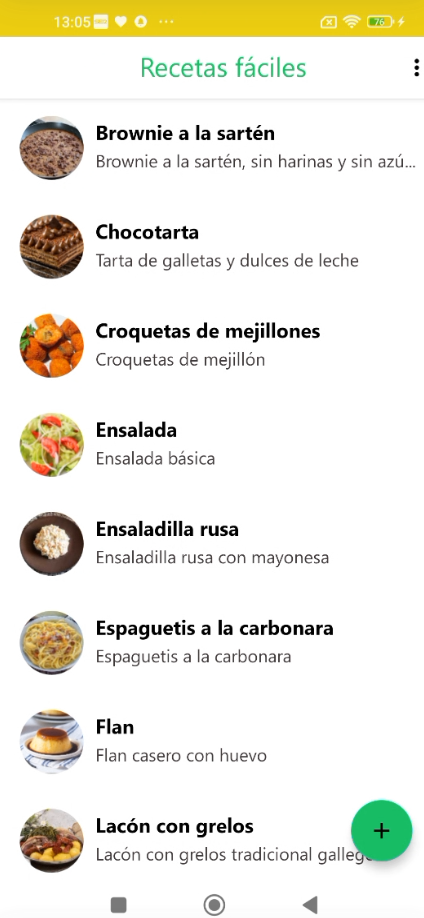 13:05
76
Recetas fáciles
Brownie a la sartén
Brownie a la sartén, sin harinas y sin azú...
Chocotarta
Tarta de galletas y dulces de leche
Croquetas de mejillones
Croquetas de mejillón
Ensalada
Ensalada básica
Ensaladilla rusa
Ensaladilla rusa con mayonesa
Espaguetis a la carbonara
Espaguetis a la carbonara
Flan
Flan casero con huevo
Lacón con grelos
Lacón con grelos tradicional